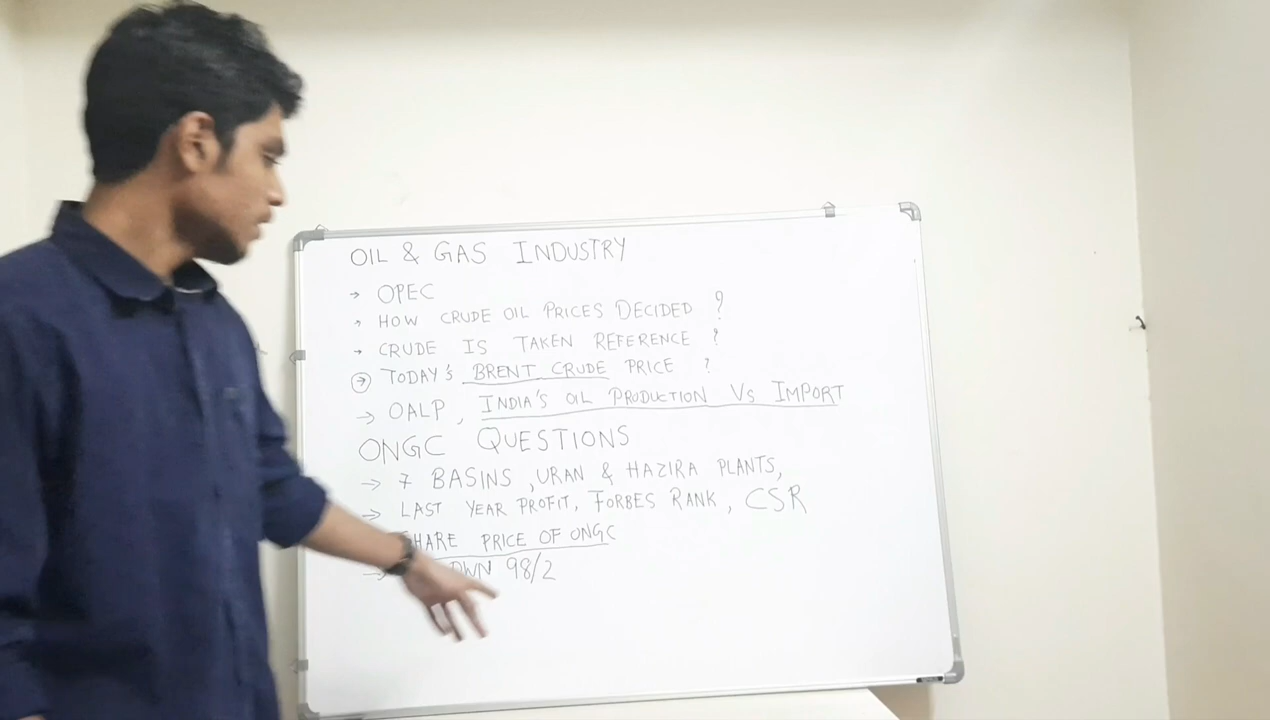 OIL & GAS INDUSTRY
→ OPEC
→ HOW CRUDE OIL PRICES DECIDED ?
→ CRUDE IS TAKEN REFERENCE ?
→ TODAY'S BRENT CRUDE PRICE ?
→ OALP, INDIA'S OIL PRODUCTION VS IMPORT
ONGC QUESTIONS
→ 7 BASINS, URAN & HAZIRA PLANTS,
→ LAST YEAR PROFIT, FORBES RANK, CSR
SHARE PRICE OF ONGC
→ 98/2